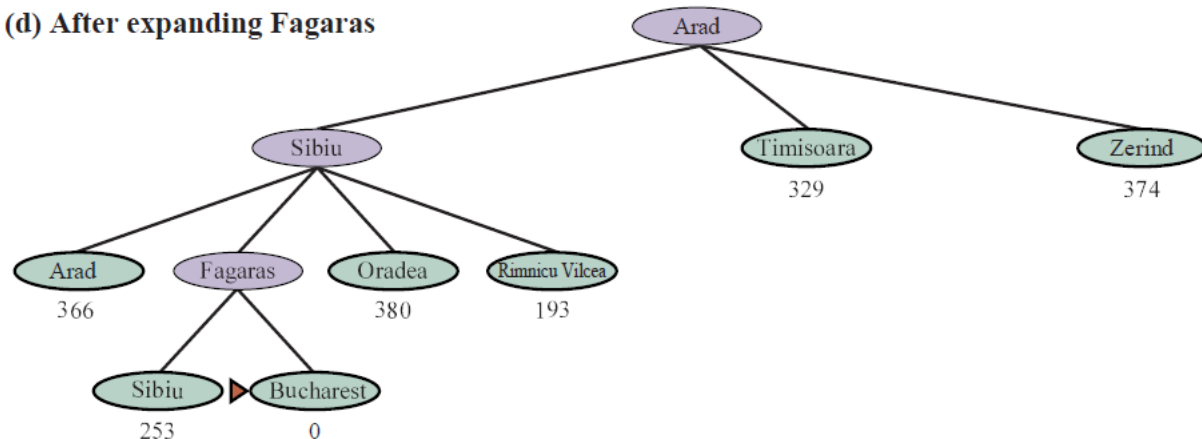 (d) After expanding Fagaras
Arad
Sibiu
Timisoara
Zerind
329
374
Arad
Fagaras
Oradea
Rimnicu Vilcea
366
380
193
Sibiu
Bucharest
253
0